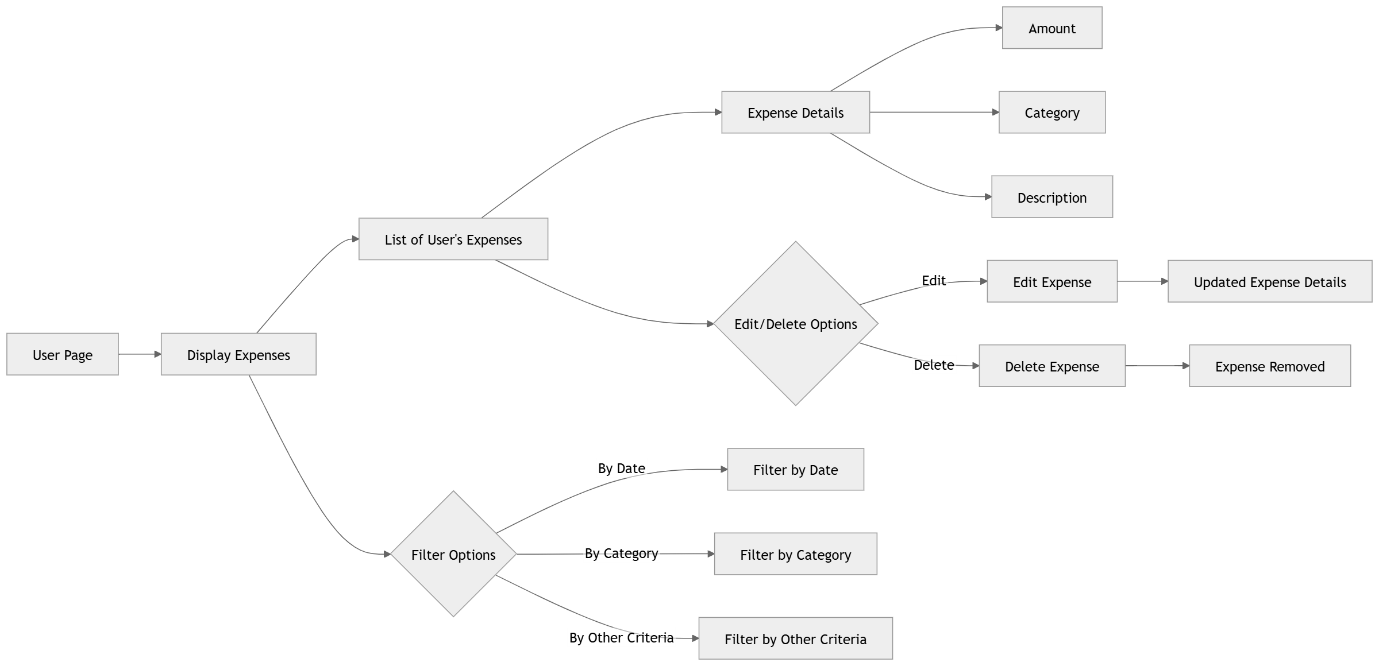 Amount
Expense Details
Category
Description
List of User's Expenses
Edit
Edit Expense
Updated Expense Details
Edit/Delete Options
User Page
Display Expenses
Delete
Delete Expense
Expense Removed
By Date
Filter by Date
Filter Options
By Category
Filter by Category
By Other Criteria
Filter by Other Criteria